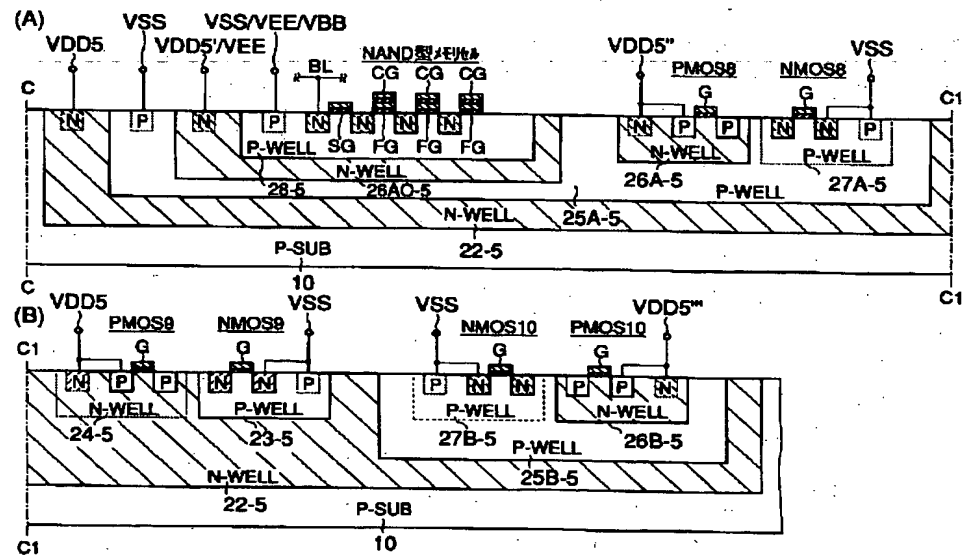 (A)
VSS VSS/VEE/VBB
VDD5 VDD5'/VEE BL NAND型メモリセル VDD5" VSS
CG CG CG PMOS8 NMOS8
C G G C1
N P N P N N N N N P P N N P
P-WELL SG FG FG FG N-WELL P-WELL
N-WELL 26A-5 27A-5
28-5 26AO-5 P-WELL
N-WELL 25A-5
22-5
P-SUB
C 10 C1
(B) VDD5 VSS VSS VDD5'''
PMOS9 NMOS9 NMOS10 PMOS10
C1 G G G G
N P P N N P P N N P P N
N-WELL P-WELL P-WELL N-WELL
24-5 23-5 27B-5 26B-5
P-WELL
N-WELL 25B-5
22-5
P-SUB
C1 10